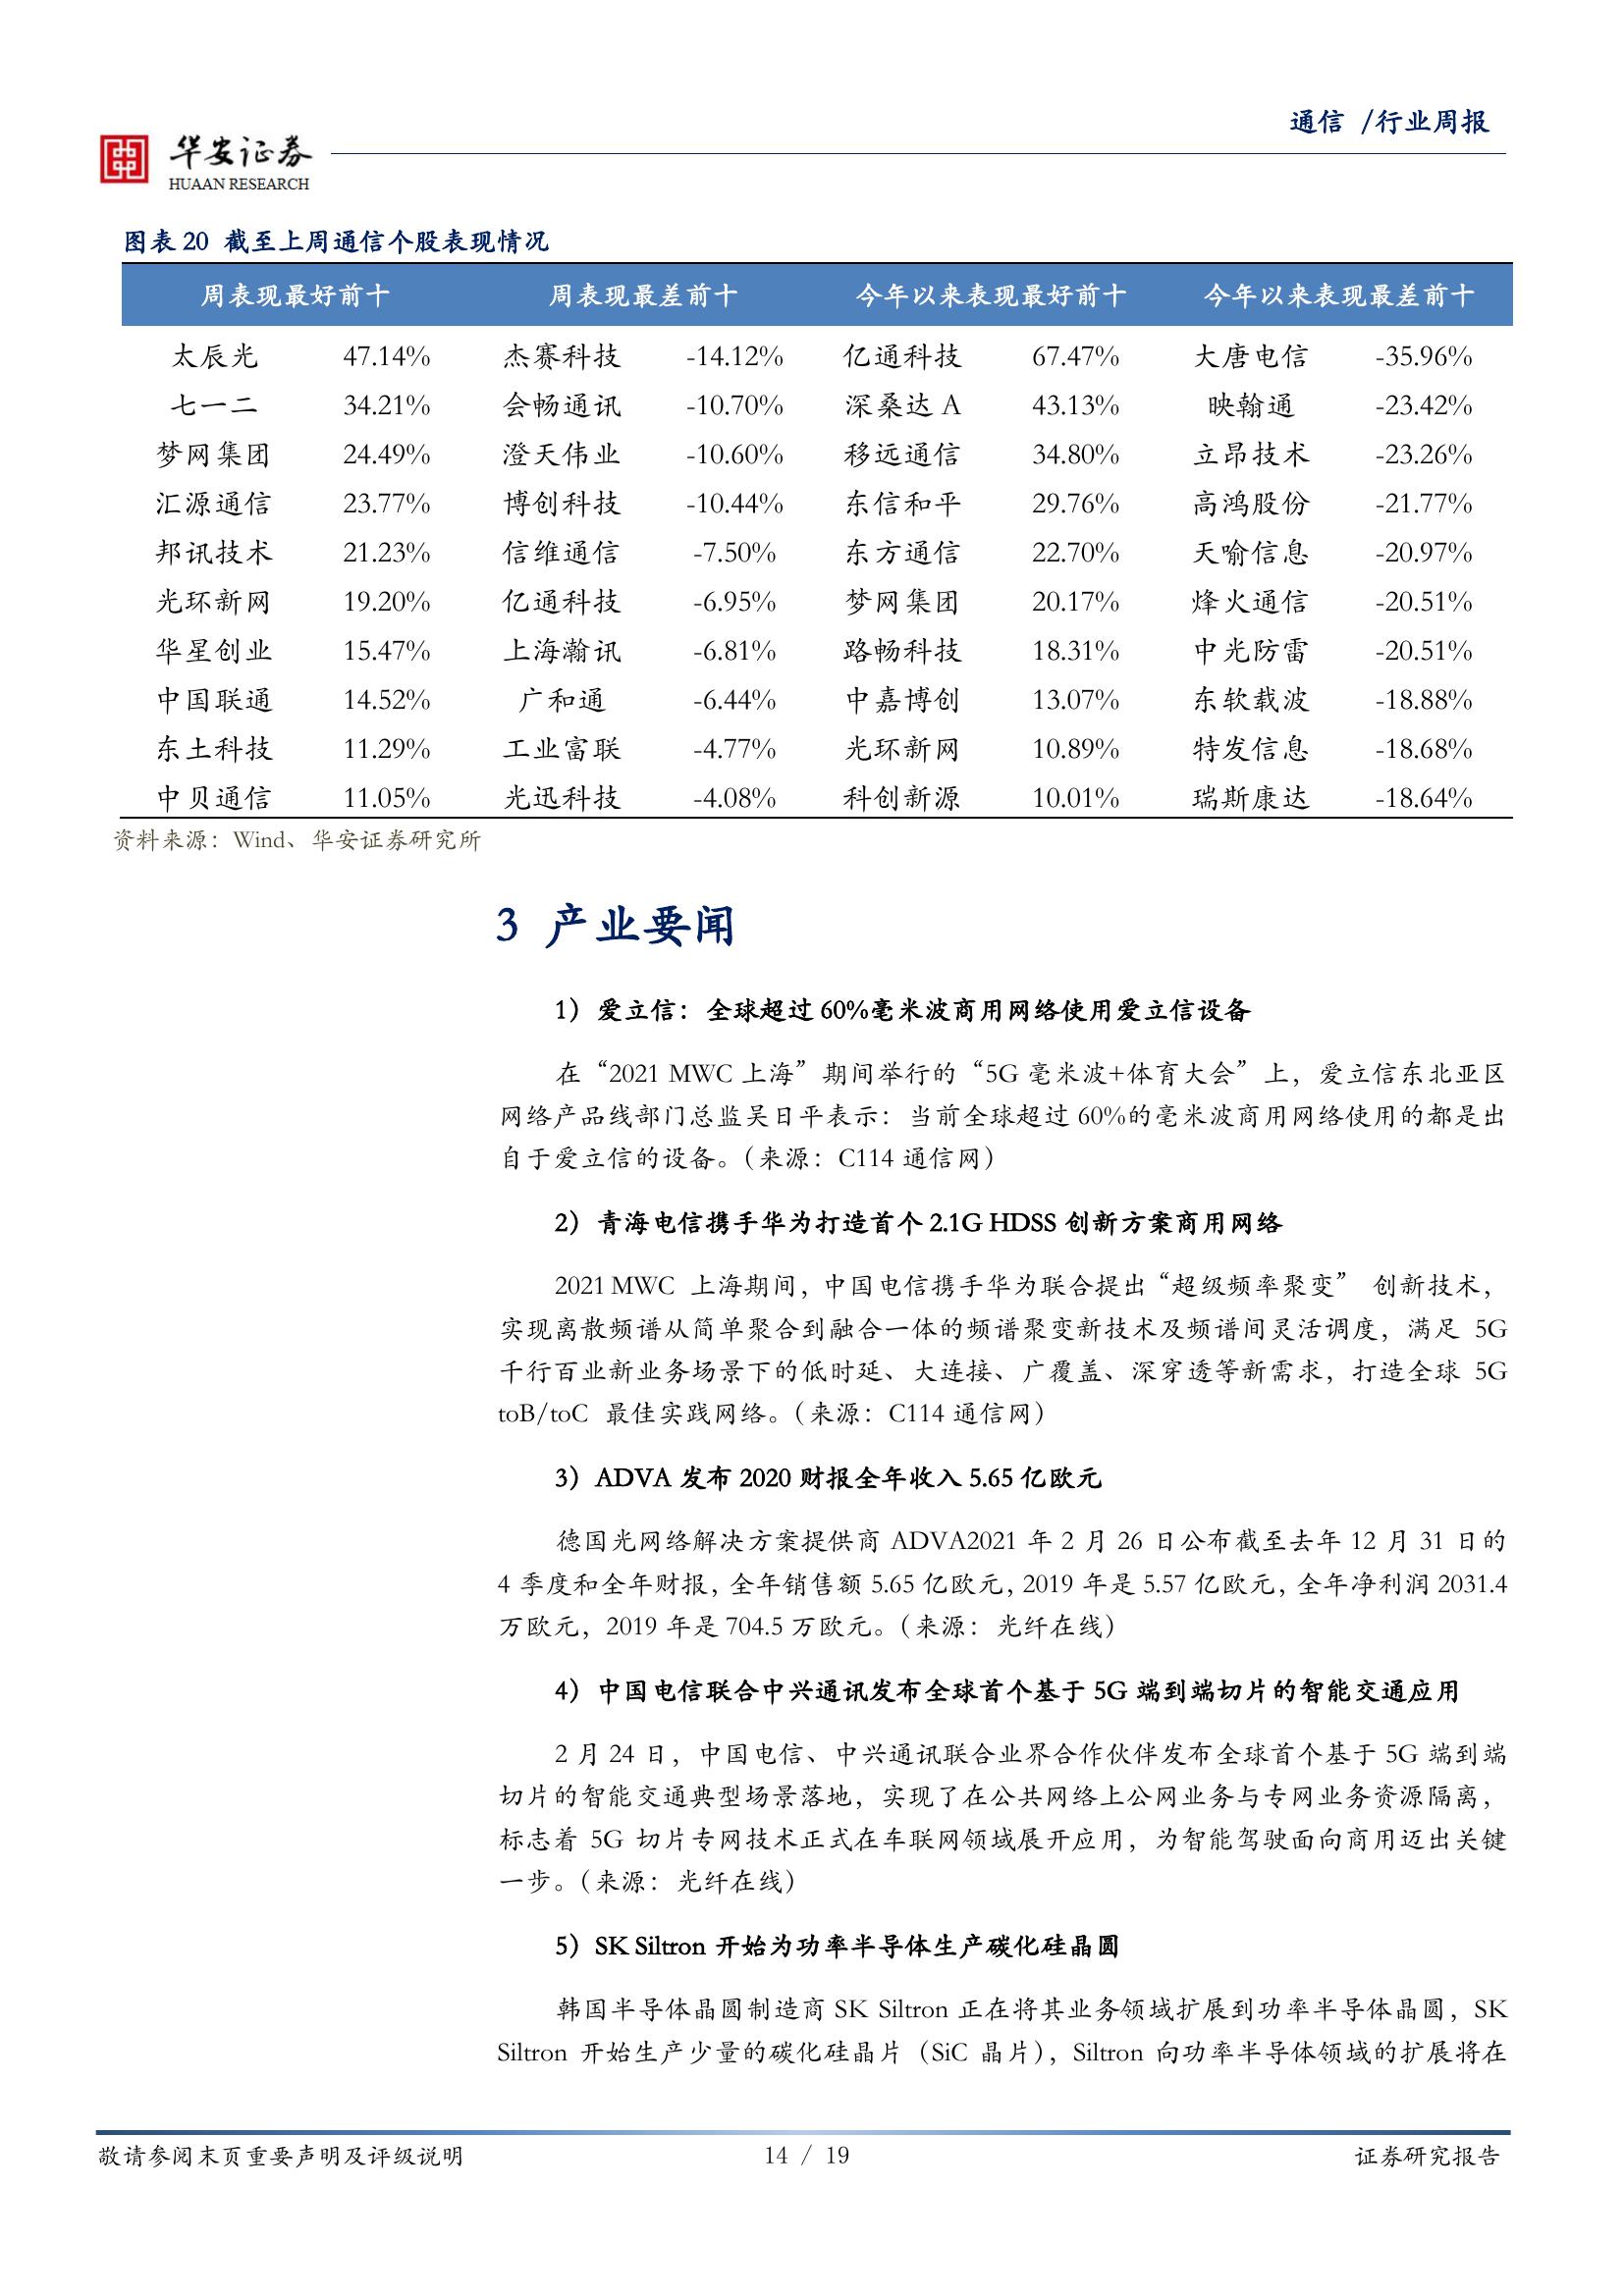 通信 /行业周报
华安证券
HUAAN RESEARCH
图表 20 截至上周通信个股表现情况
周表现最好前十 周表现最差前十 今年以来表现最好前十 今年以来表现最差前十
太辰光 47.14% 杰赛科技 -14.12% 亿通科技 67.47% 大唐电信 -35.96%
七一二 34.21% 会畅通讯 -10.70% 深桑达 A 43.13% 映翰通 -23.42%
梦网集团 24.49% 澄天伟业 -10.60% 移远通信 34.80% 立昂技术 -23.26%
汇源通信 23.77% 博创科技 -10.44% 东信和平 29.76% 高鸿股份 -21.77%
邦讯技术 21.23% 信维通信 -7.50% 东方通信 22.70% 天喻信息 -20.97%
光环新网 19.20% 亿通科技 -6.95% 梦网集团 20.17% 烽火通信 -20.51%
华星创业 15.47% 上海瀚讯 -6.81% 路畅科技 18.31% 中光防雷 -20.51%
中国联通 14.52% 广和通 -6.44% 中嘉博创 13.07% 东软载波 -18.88%
东土科技 11.29% 工业富联 -4.77% 光环新网 10.89% 特发信息 -18.68%
中贝通信 11.05% 光迅科技 -4.08% 科创新源 10.01% 瑞斯康达 -18.64%
资料来源：Wind、华安证券研究所
3 产业要闻
1）爱立信：全球超过 60%毫米波商用网络使用爱立信设备
在“2021 MWC 上海”期间举行的“5G 毫米波+体育大会”上，爱立信东北亚区
网络产品线部门总监吴日平表示：当前全球超过 60%的毫米波商用网络使用的都是出
自于爱立信的设备。（来源：C114 通信网）
2）青海电信携手华为打造首个 2.1G HDSS 创新方案商用网络
2021 MWC 上海期间，中国电信携手华为联合提出“超级频率聚变” 创新技术，
实现离散频谱从简单聚合到融合一体的频谱聚变新技术及频谱间灵活调度，满足 5G
千行百业新业务场景下的低时延、大连接、广覆盖、深穿透等新需求，打造全球 5G
toB/toC 最佳实践网络。（来源：C114 通信网）
3）ADVA 发布 2020 财报全年收入 5.65 亿欧元
德国光网络解决方案提供商 ADVA2021 年 2 月 26 日公布截至去年 12 月 31 日的
4 季度和全年财报，全年销售额 5.65 亿欧元，2019 年是 5.57 亿欧元，全年净利润 2031.4
万欧元，2019 年是 704.5 万欧元。（来源：光纤在线）
4）中国电信联合中兴通讯发布全球首个基于 5G 端到端切片的智能交通应用
2 月 24 日，中国电信、中兴通讯联合业界合作伙伴发布全球首个基于 5G 端到端
切片的智能交通典型场景落地，实现了在公共网络上公网业务与专网业务资源隔离，
标志着 5G 切片专网技术正式在车联网领域展开应用，为智能驾驶面向商用迈出关键
一步。（来源：光纤在线）
5）SK Siltron 开始为功率半导体生产碳化硅晶圆
韩国半导体晶圆制造商 SK Siltron 正在将其业务领域扩展到功率半导体晶圆，SK
Siltron 开始生产少量的碳化硅晶片（SiC 晶片），Siltron 向功率半导体领域的扩展将在
敬请参阅末页重要声明及评级说明 14 / 19 证券研究报告